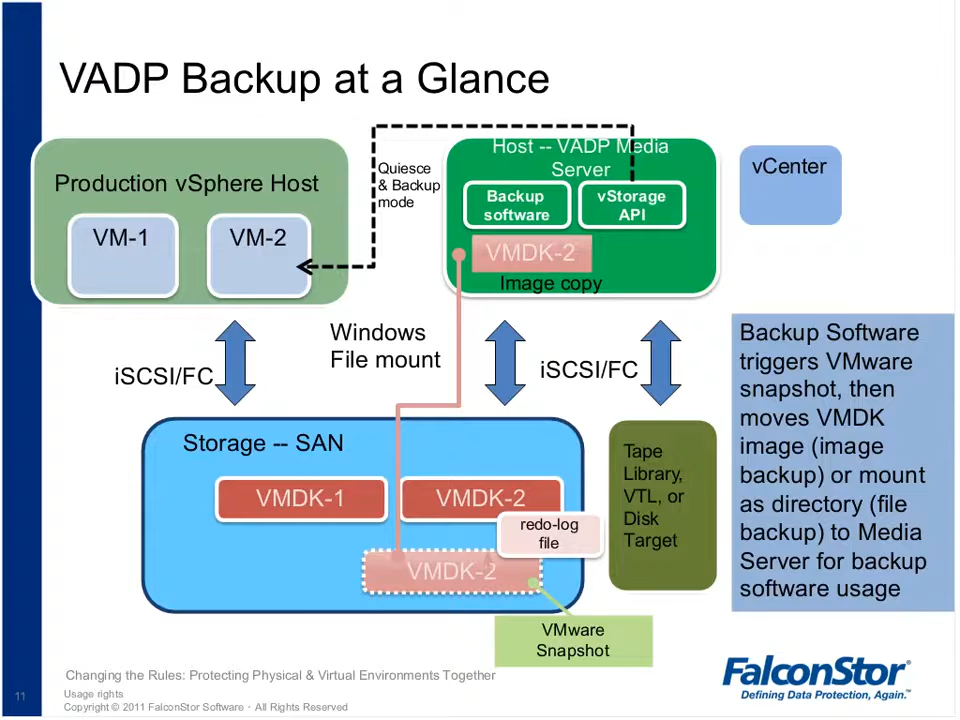 VADP Backup at a Glance
Production vSphere Host
VM-1
VM-2
Quiesce
& Backup
mode
Host -- VADP Media
Server
Backup
software
vStorage
API
VMDK-2
Image copy
vCenter
Windows
File mount
iSCSI/FC
iSCSI/FC
Backup Software
triggers VMware
snapshot, then
moves VMDK
image (image
backup) or mount
as directory (file
backup) to Media
Server for backup
software usage
Storage -- SAN
VMDK-1
VMDK-2
redo-log
file
VMDK-2
Tape
Library,
VTL, or
Disk
Target
VMware
Snapshot
Changing the Rules: Protecting Physical & Virtual Environments Together
11
Usage rights
Copyright © 2011 FalconStor Software · All Rights Reserved
FalconStor®
Defining Data Protection, Again.™